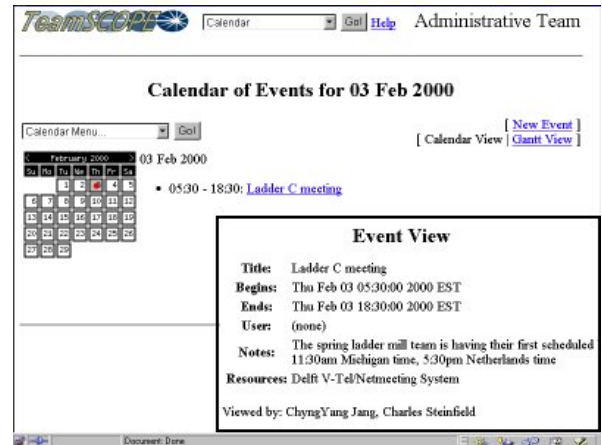 TeamSCOPE Calendar Go! Help Administrative Team
Calendar of Events for 03 Feb 2000
[ New Event ]
Calendar Menu... Go! [ Calendar View | Gantt View ]
< February 2000 > 03 Feb 2000
Su Mo Tu We Th Fr Sa
1 2 4 5
• 05:30 - 18:30: Ladder C meeting
6 7 8 9 10 11 12
13 14 15 16 17 18 19
20 21 22 23 24 25 26
27 28 29
Event View
Title: Ladder C meeting
Begins: Thu Feb 03 05:30:00 2000 EST
Ends: Thu Feb 03 18:30:00 2000 EST
User: (none)
Notes: The spring ladder mill team is having their first scheduled
11:30am Michigan time, 5:30pm Netherlands time
Resources: Delft V-Tel/Netmeeting System
Viewed by: ChyngYang Jang, Charles Steinfield
Document: Done